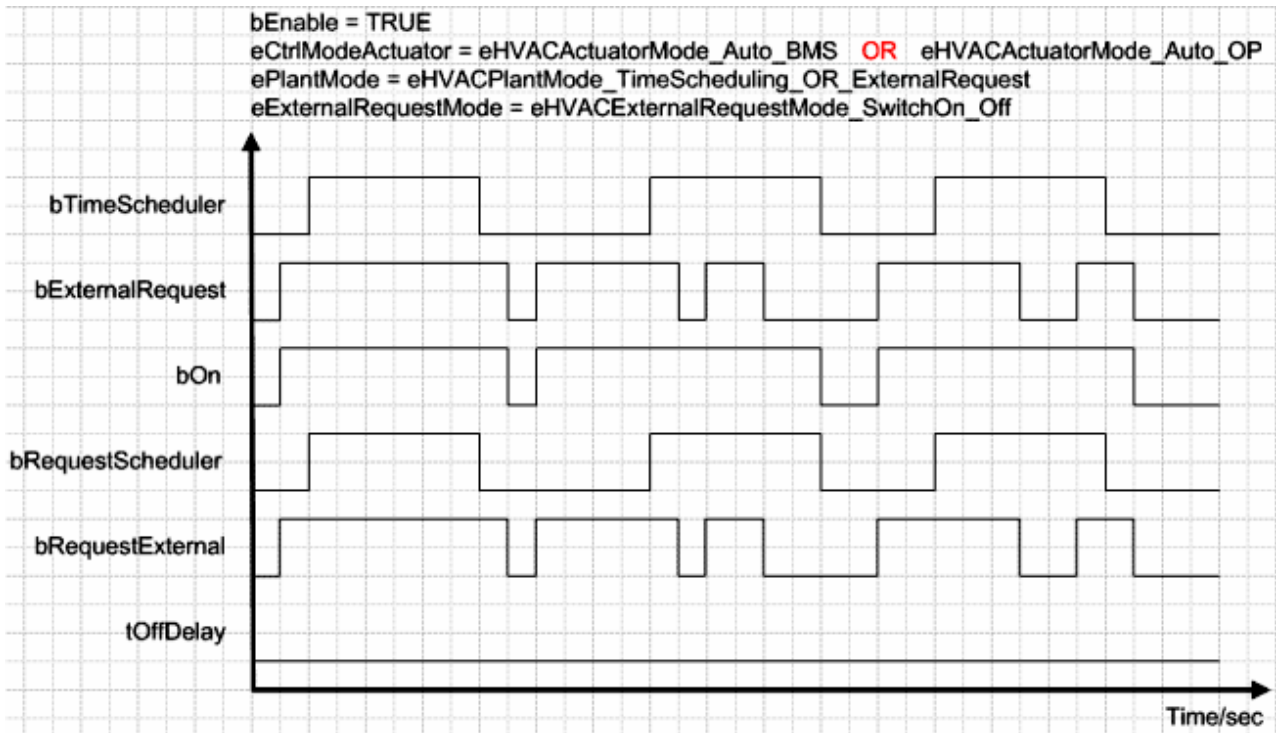 bEnable = TRUE
eCtrlModeActuator = eHVACActuatorMode_Auto_BMS OR eHVACActuatorMode_Auto_OP
ePlantMode = eHVACPlantMode_TimeScheduling_OR_ExternalRequest
eExternalRequestMode = eHVACExternalRequestMode_SwitchOn_Off
bTimeScheduler
bExternalRequest
bOn
bRequestScheduler
bRequestExternal
tOffDelay
Time/sec